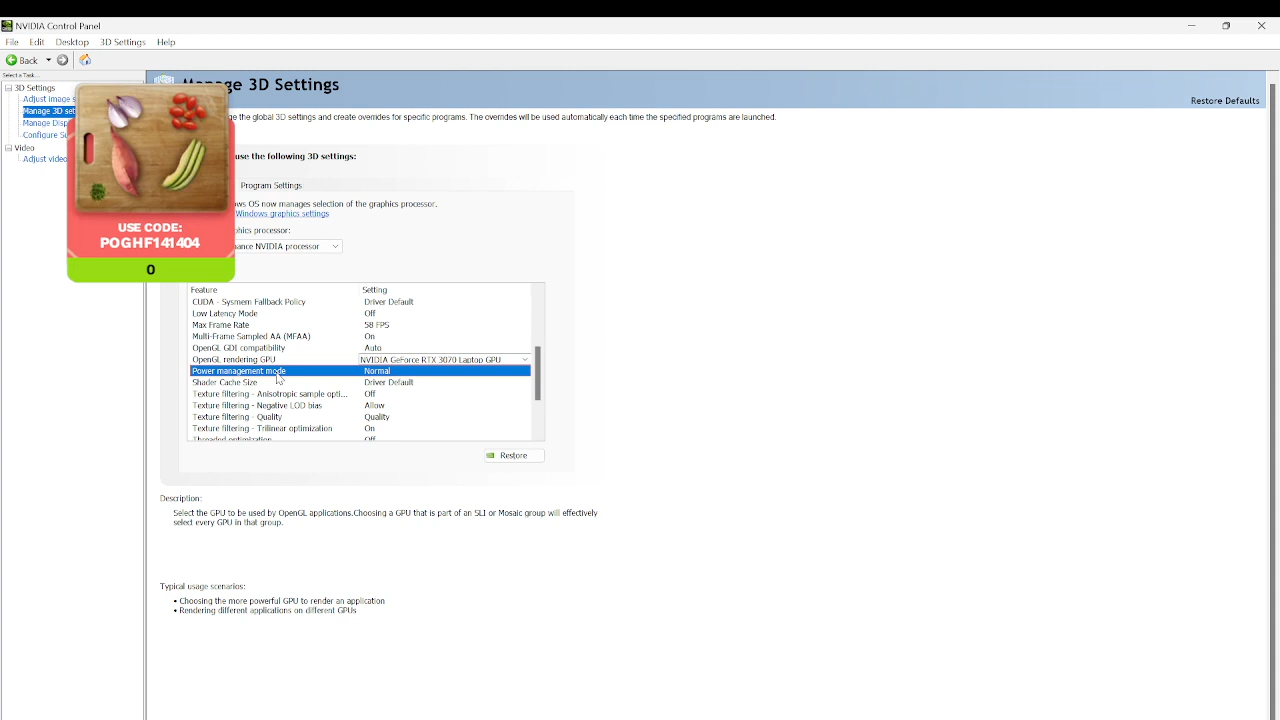 NVIDIA Control Panel
File Edit Desktop 3D Settings Help
Back
Select a Task...
3D Settings
Adjust image s
Manage 3D set
Manage Disp
Configure Su
Video
Adjust video
Manage 3D Settings
Restore Defaults
ge the global 3D settings and create overrides for specific programs. The overrides will be used automatically each time the specified programs are launched.
use the following 3D settings:
Program Settings
ws OS now manages selection of the graphics processor.
Windows graphics settings
phics processor:
mance NVIDIA processor
USE CODE:
POGHF141404
0
Feature Setting
CUDA - Sysmem Fallback Policy Driver Default
Low Latency Mode Off
Max Frame Rate 58 FPS
Multi-Frame Sampled AA (MFAA) On
OpenGL GDI compatibility Auto
OpenGL rendering GPU NVIDIA GeForce RTX 3070 Laptop GPU
Power management mode Normal
Shader Cache Size Driver Default
Texture filtering - Anisotropic sample opti... Off
Texture filtering - Negative LOD bias Allow
Texture filtering - Quality Quality
Texture filtering - Trilinear optimization On
Threaded optimization Off
Restore
Description:
Select the GPU to be used by OpenGL applications.Choosing a GPU that is part of an SLI or Mosaic group will effectively
select every GPU in that group.
Typical usage scenarios:
• Choosing the more powerful GPU to render an application
• Rendering different applications on different GPUs